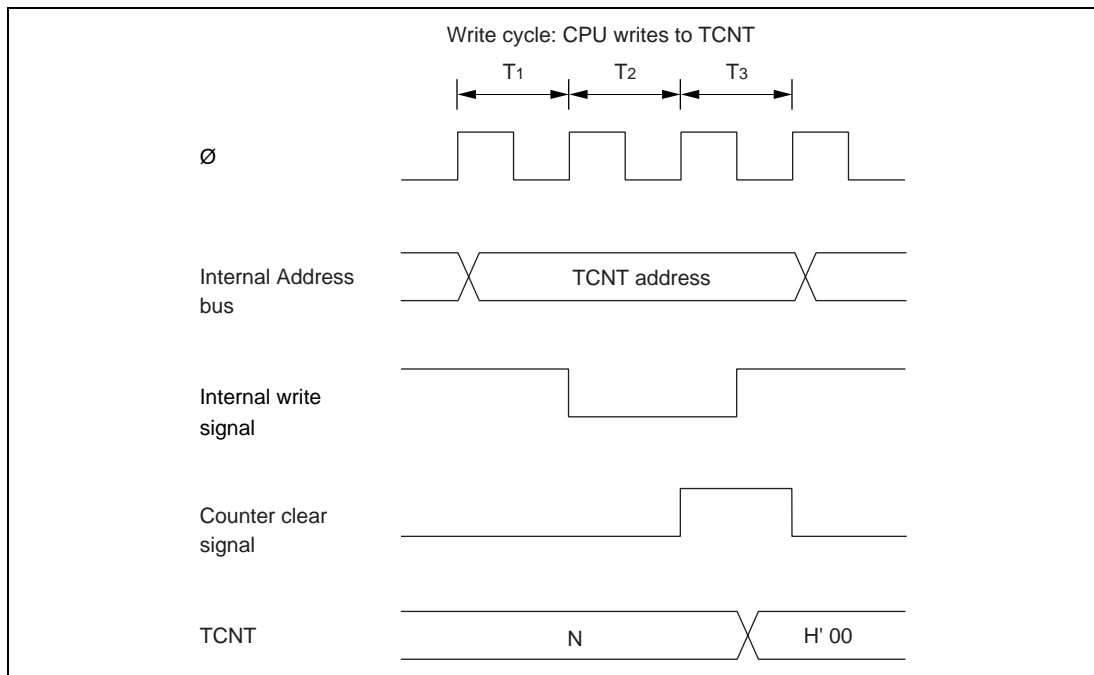 Write cycle: CPU writes to TCNT
T1 T2 T3
Ø
Internal Address
bus
TCNT address
Internal write
signal
Counter clear
signal
TCNT
N
H' 00